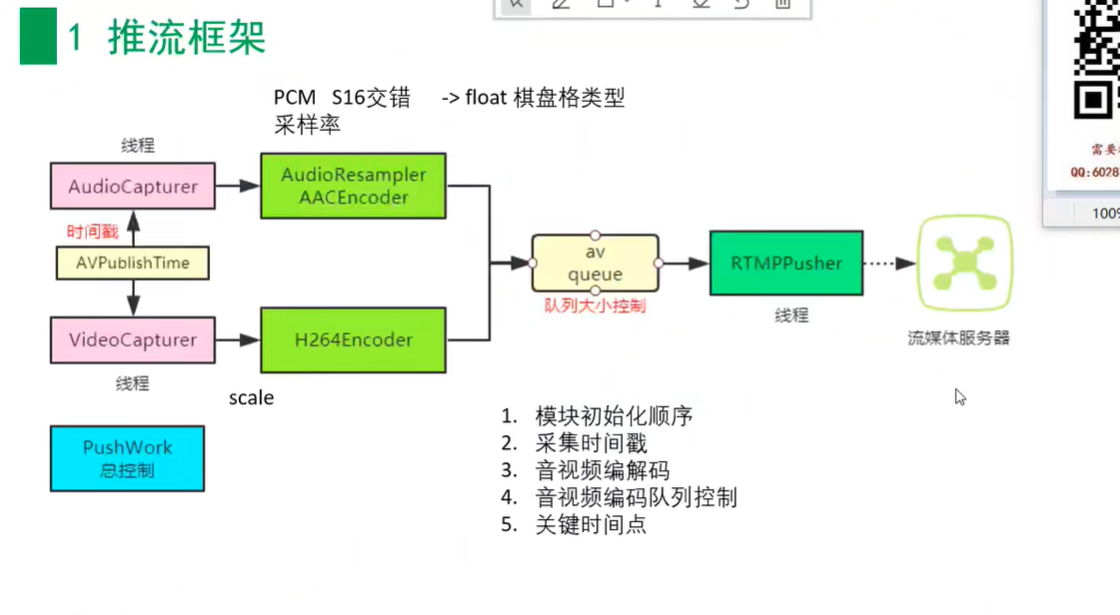 1 推流框架
PCM S16交错 -> float 棋盘格类型
采样率
线程
AudioCapturer
AudioResampler
AACEncoder
时间戳
AVPublishTime
av
queue
队列大小控制
RTMPPusher
线程
流媒体服务器
VideoCapturer
线程
H264Encoder
scale
PushWork
总控制
1. 模块初始化顺序
2. 采集时间戳
3. 音视频编解码
4. 音视频编码队列控制
5. 关键时间点
需要
QQ:6028
100%